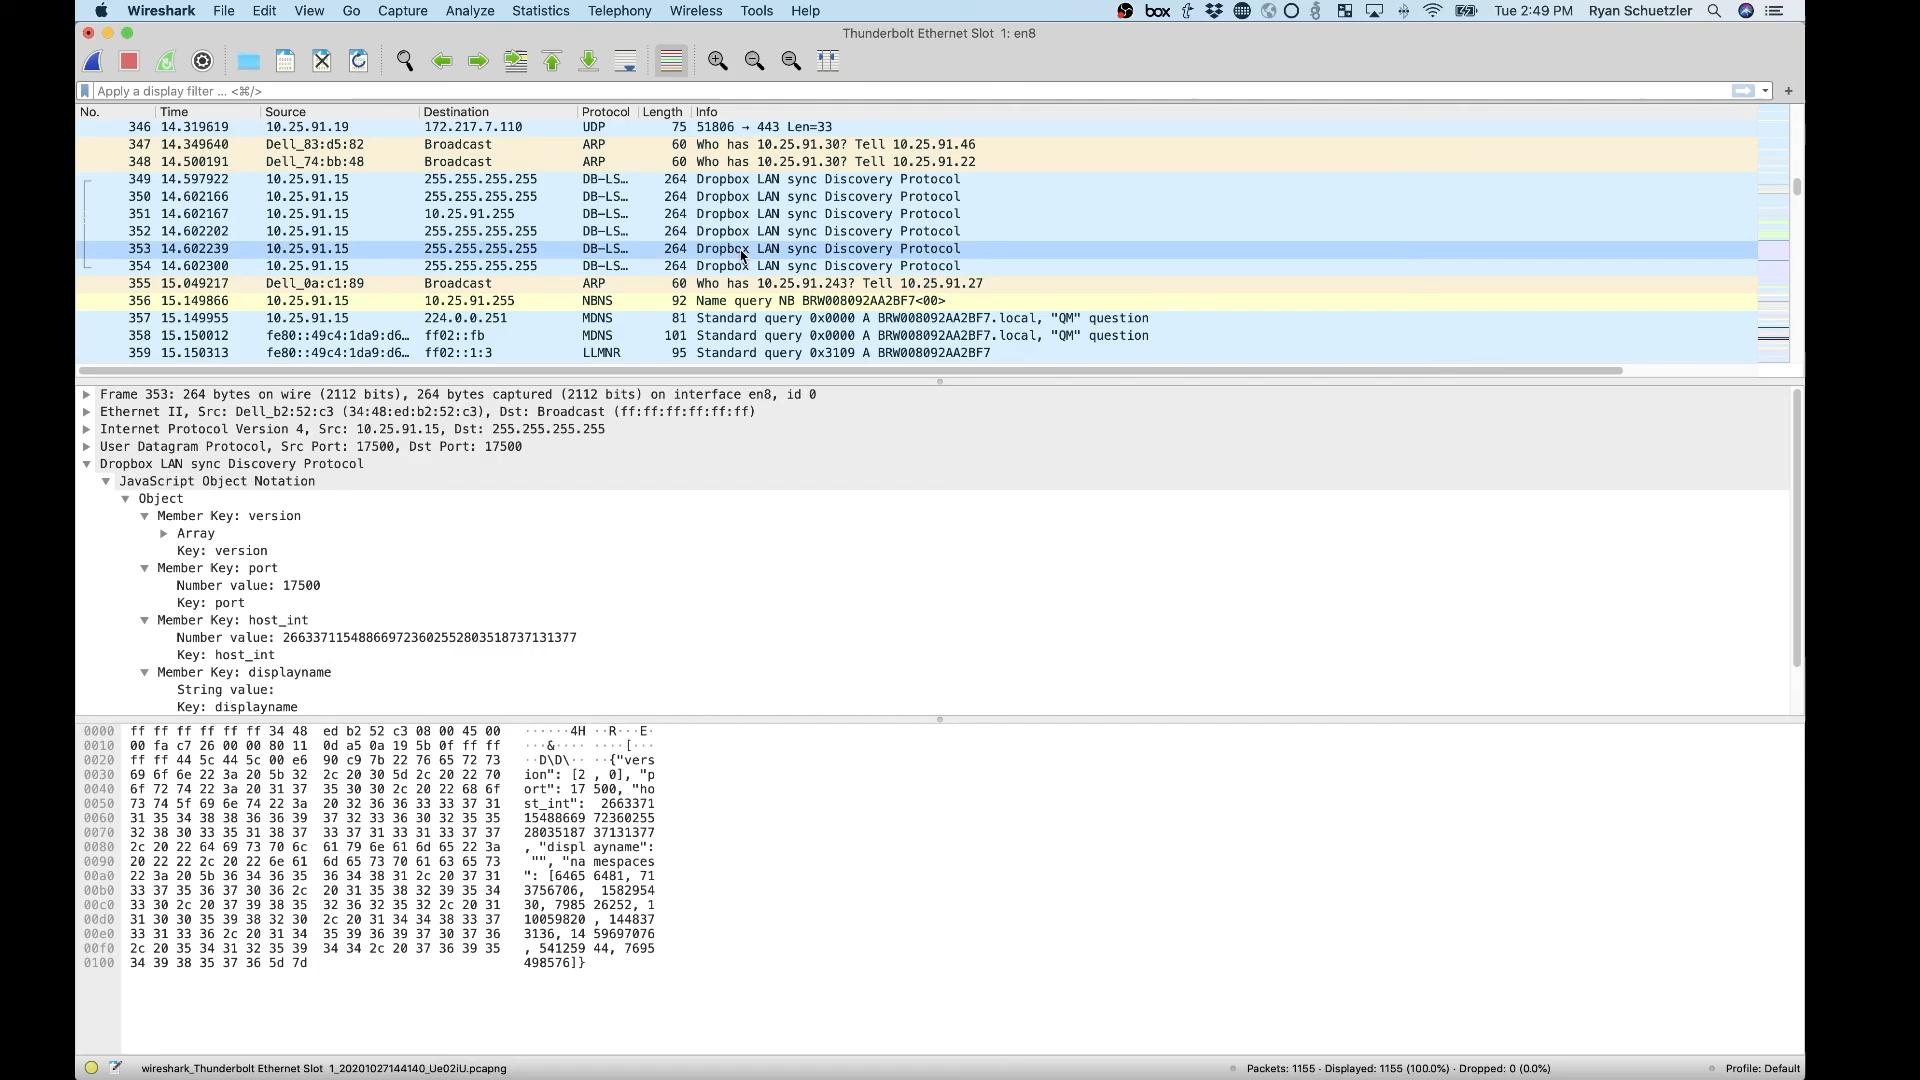 Wireshark File Edit View Go Capture Analyze Statistics Telephony Wireless Tools Help box Tue 2:49 PM Ryan Schuetzler
Thunderbolt Ethernet Slot 1: en8
Apply a display filter ... <⌘/>
No. Time Source Destination Protocol Length Info
346 14.319619 10.25.91.19 172.217.7.110 UDP 75 51806 → 443 Len=33
347 14.349640 Dell_83:d5:82 Broadcast ARP 60 Who has 10.25.91.30? Tell 10.25.91.46
348 14.500191 Dell_74:bb:48 Broadcast ARP 60 Who has 10.25.91.30? Tell 10.25.91.22
349 14.597922 10.25.91.15 255.255.255.255 DB-LS… 264 Dropbox LAN sync Discovery Protocol
350 14.602166 10.25.91.15 255.255.255.255 DB-LS… 264 Dropbox LAN sync Discovery Protocol
351 14.602167 10.25.91.15 10.25.91.255 DB-LS… 264 Dropbox LAN sync Discovery Protocol
352 14.602202 10.25.91.15 255.255.255.255 DB-LS… 264 Dropbox LAN sync Discovery Protocol
353 14.602239 10.25.91.15 255.255.255.255 DB-LS… 264 Dropbox LAN sync Discovery Protocol
354 14.602300 10.25.91.15 255.255.255.255 DB-LS… 264 Dropbox LAN sync Discovery Protocol
355 15.049217 Dell_0a:c1:89 Broadcast ARP 60 Who has 10.25.91.243? Tell 10.25.91.27
356 15.149866 10.25.91.15 10.25.91.255 NBNS 92 Name query NB BRW008092AA2BF7<00>
357 15.149955 10.25.91.15 224.0.0.251 MDNS 81 Standard query 0x0000 A BRW008092AA2BF7.local, "QM" question
358 15.150012 fe80::49c4:1da9:d6… ff02::fb MDNS 101 Standard query 0x0000 A BRW008092AA2BF7.local, "QM" question
359 15.150313 fe80::49c4:1da9:d6… ff02::1:3 LLMNR 95 Standard query 0x3109 A BRW008092AA2BF7
Frame 353: 264 bytes on wire (2112 bits), 264 bytes captured (2112 bits) on interface en8, id 0
Ethernet II, Src: Dell_b2:52:c3 (34:48:ed:b2:52:c3), Dst: Broadcast (ff:ff:ff:ff:ff:ff)
Internet Protocol Version 4, Src: 10.25.91.15, Dst: 255.255.255.255
User Datagram Protocol, Src Port: 17500, Dst Port: 17500
Dropbox LAN sync Discovery Protocol
JavaScript Object Notation
Object
Member Key: version
Array
Key: version
Member Key: port
Number value: 17500
Key: port
Member Key: host_int
Number value: 266337115488669723602552803518737131377
Key: host_int
Member Key: displayname
String value:
Key: displayname
0000 ff ff ff ff ff ff 34 48 ed b2 52 c3 08 00 45 00 ······4H ··R···E·
0010 00 fa c7 26 00 00 80 11 0d a5 0a 19 5b 0f ff ff ···&···· ····[···
0020 ff ff 44 5c 44 5c 00 e6 90 c9 7b 22 76 65 72 73 ··D\D\·· ··{"vers
0030 69 6f 6e 22 3a 20 5b 32 2c 20 30 5d 2c 20 22 70 ion": [2 , 0], "p
0040 6f 72 74 22 3a 20 31 37 35 30 30 2c 20 22 68 6f ort": 17 500, "ho
0050 73 74 5f 69 6e 74 22 3a 20 32 36 36 33 33 37 31 st_int": 2663371
0060 31 35 34 38 38 36 36 39 37 32 33 36 30 32 35 35 15488669 72360255
0070 32 38 30 33 35 31 38 37 33 37 31 33 31 33 37 37 28035187 37131377
0080 2c 20 22 64 69 73 70 6c 61 79 6e 61 6d 65 22 3a , "displ ayname":
0090 20 22 22 2c 20 22 6e 61 6d 65 73 70 61 63 65 73 "", "na mespaces
00a0 22 3a 20 5b 36 34 36 35 36 34 38 31 2c 20 37 31 ": [6465 6481, 71
00b0 33 37 35 36 37 30 36 2c 20 31 35 38 32 39 35 34 3756706, 1582954
00c0 33 30 2c 20 37 39 38 35 32 36 32 35 32 2c 20 31 30, 7985 26252, 1
00d0 31 30 30 35 39 38 32 30 2c 20 31 34 34 38 33 37 10059820 , 144837
00e0 33 31 33 36 2c 20 31 34 35 39 36 39 37 30 37 36 3136, 14 59697076
00f0 2c 20 35 34 31 32 35 39 34 34 2c 20 37 36 39 35 , 541259 44, 7695
0100 34 39 38 35 37 36 5d 7d 498576]}
wireshark_Thunderbolt Ethernet Slot 1_20201027144140_Ue02iU.pcapng Packets: 1155 · Displayed: 1155 (100.0%) · Dropped: 0 (0.0%) Profile: Default